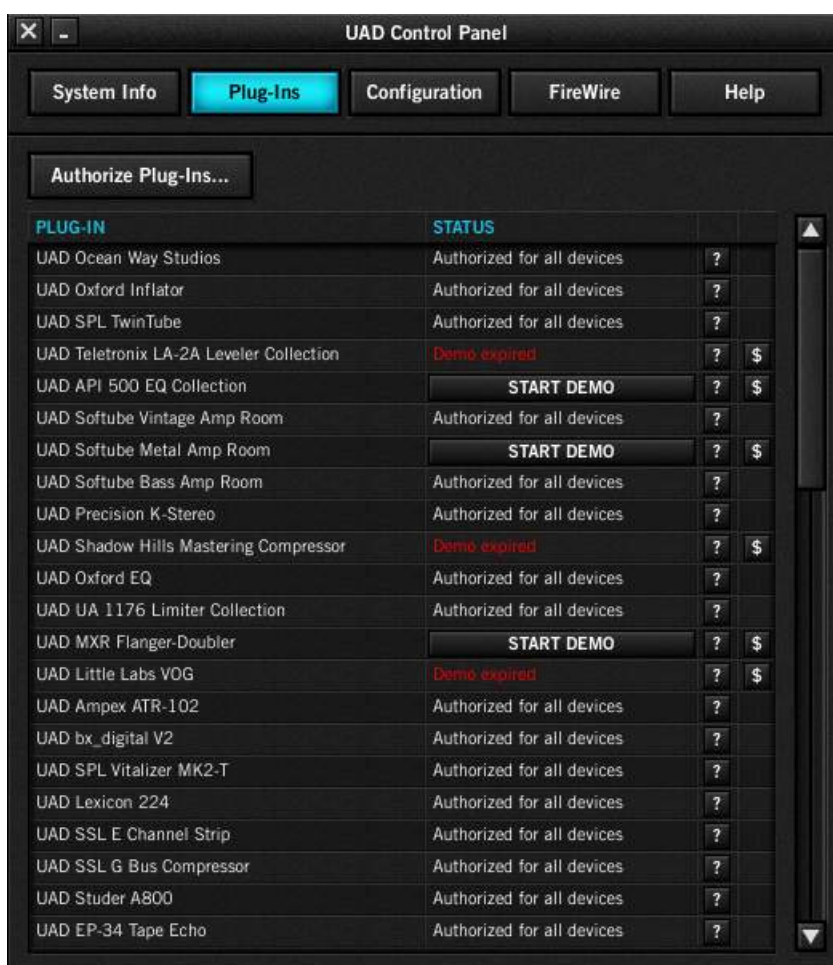 UAD Control Panel
System Info Plug-Ins Configuration FireWire Help
Authorize Plug-Ins...
PLUG-IN STATUS
UAD Ocean Way Studios Authorized for all devices ?
UAD Oxford Inflator Authorized for all devices ?
UAD SPL TwinTube Authorized for all devices ?
UAD Teletronix LA-2A Leveler Collection Demo expired ? $
UAD API 500 EQ Collection START DEMO ? $
UAD Softube Vintage Amp Room Authorized for all devices ?
UAD Softube Metal Amp Room START DEMO ? $
UAD Softube Bass Amp Room Authorized for all devices ?
UAD Precision K-Stereo Authorized for all devices ?
UAD Shadow Hills Mastering Compressor Demo expired ? $
UAD Oxford EQ Authorized for all devices ?
UAD UA 1176 Limiter Collection Authorized for all devices ?
UAD MXR Flanger-Doubler START DEMO ? $
UAD Little Labs VOG Demo expired ? $
UAD Ampex ATR-102 Authorized for all devices ?
UAD bx_digital V2 Authorized for all devices ?
UAD SPL Vitalizer MK2-T Authorized for all devices ?
UAD Lexicon 224 Authorized for all devices ?
UAD SSL E Channel Strip Authorized for all devices ?
UAD SSL G Bus Compressor Authorized for all devices ?
UAD Studer A800 Authorized for all devices ?
UAD EP-34 Tape Echo Authorized for all devices ?